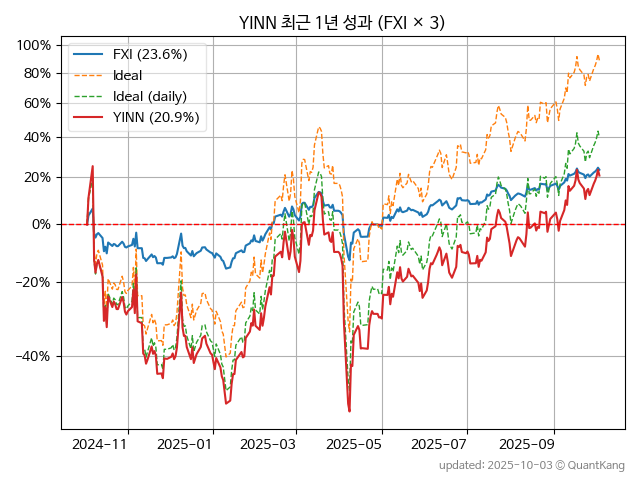 YINN 최근 1년 성과 (FXI × 3)
100%
80%
60%
40%
20%
0%
−20%
−40%
FXI (23.6%)
Ideal
Ideal (daily)
YINN (20.9%)
2024-11
2025-01
2025-03
2025-05
2025-07
2025-09
updated: 2025-10-03 © QuantKang